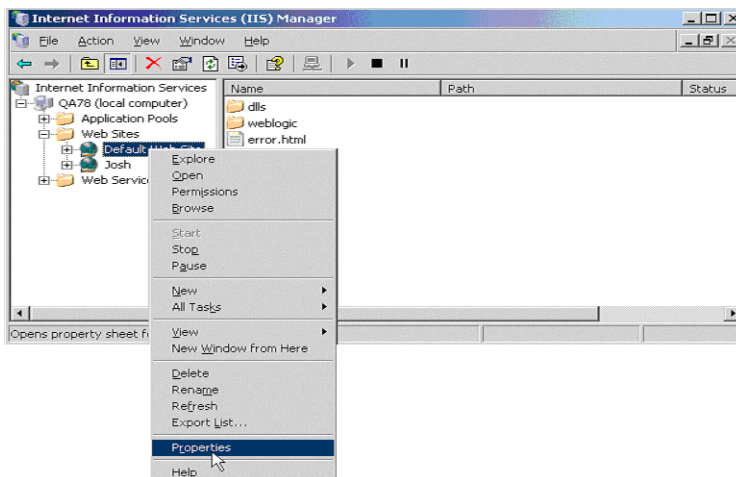 Internet Information Services (IIS) Manager
File Action View Window Help
Internet Information Services
QA78 (local computer)
Application Pools
Web Sites
Default Web Site
Josh
Web Servic
Name Path Status
dlls
weblogic
error.html
Explore
Open
Permissions
Browse
Start
Stop
Pause
New
All Tasks
View
New Window from Here
Delete
Rename
Refresh
Export List...
Properties
Help
Opens property sheet f